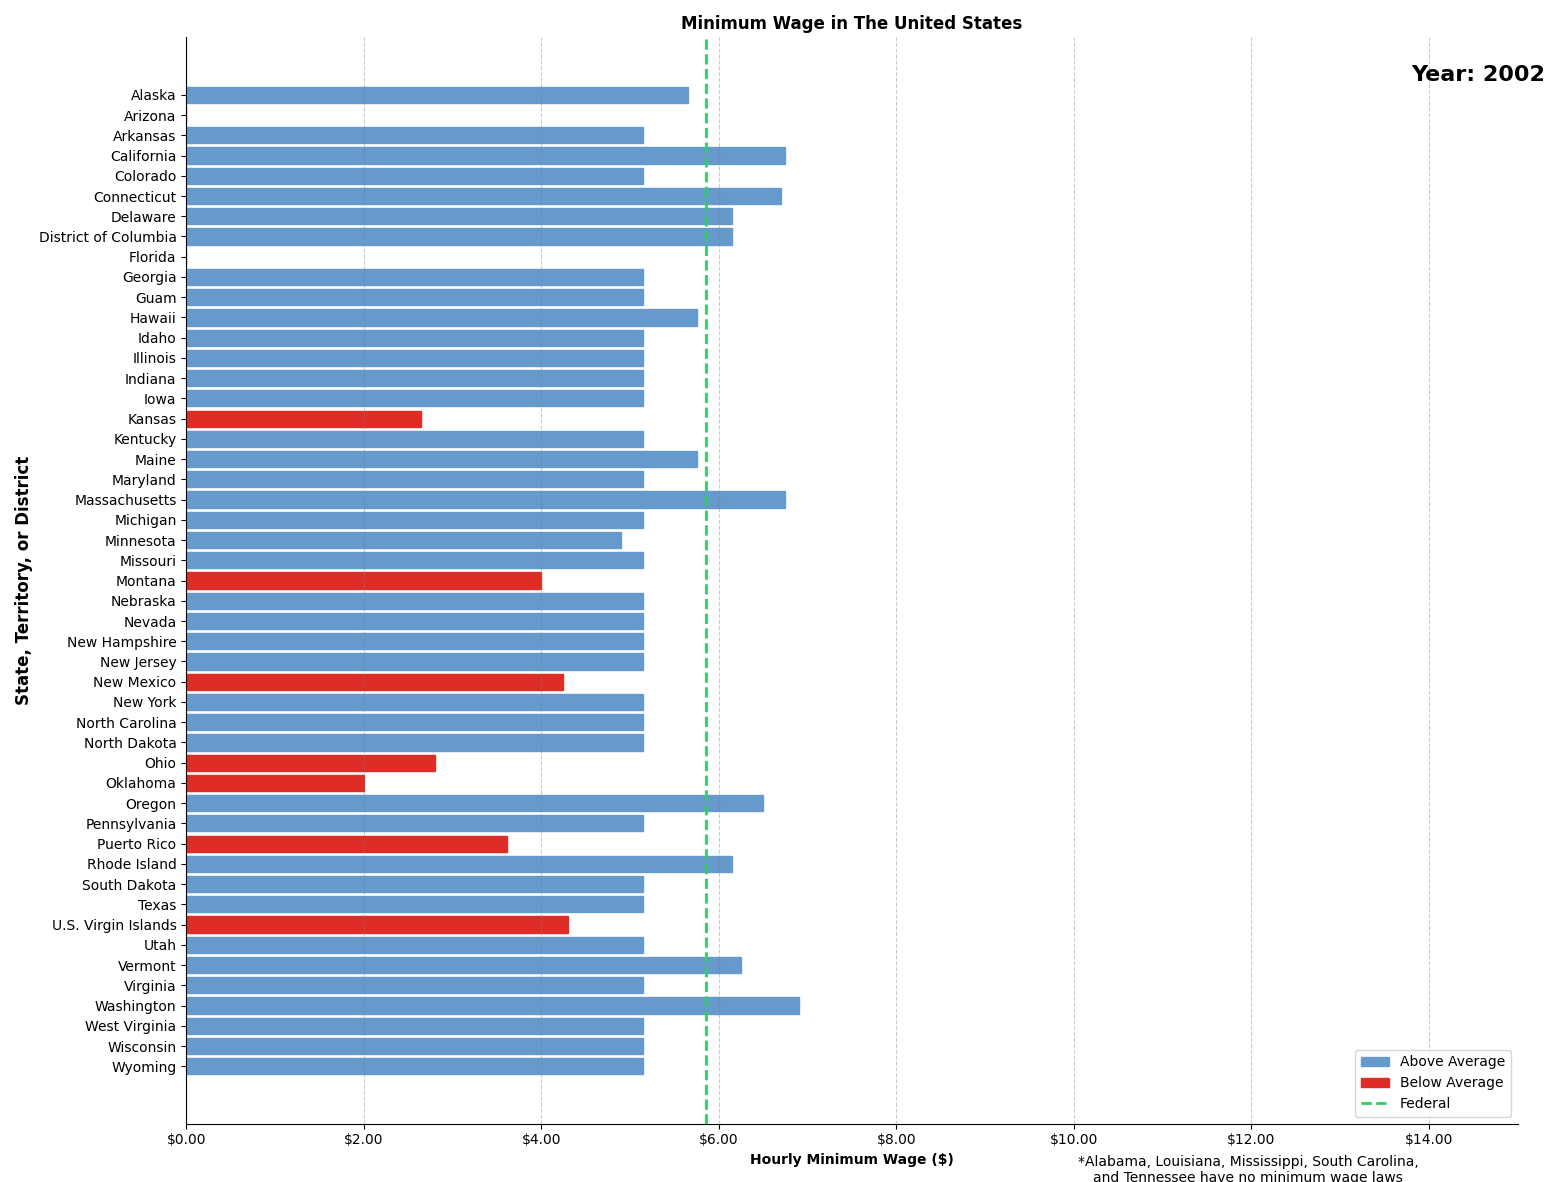 Minimum Wage in The United States
Year: 2002
State, Territory, or District
Alaska
Arizona
Arkansas
California
Colorado
Connecticut
Delaware
District of Columbia
Florida
Georgia
Guam
Hawaii
Idaho
Illinois
Indiana
Iowa
Kansas
Kentucky
Maine
Maryland
Massachusetts
Michigan
Minnesota
Missouri
Montana
Nebraska
Nevada
New Hampshire
New Jersey
New Mexico
New York
North Carolina
North Dakota
Ohio
Oklahoma
Oregon
Pennsylvania
Puerto Rico
Rhode Island
South Dakota
Texas
U.S. Virgin Islands
Utah
Vermont
Virginia
Washington
West Virginia
Wisconsin
Wyoming
Above Average
Below Average
Federal
$0.00 $2.00 $4.00 $6.00 $8.00 $10.00 $12.00 $14.00
Hourly Minimum Wage ($)
*Alabama, Louisiana, Mississippi, South Carolina,
and Tennessee have no minimum wage laws